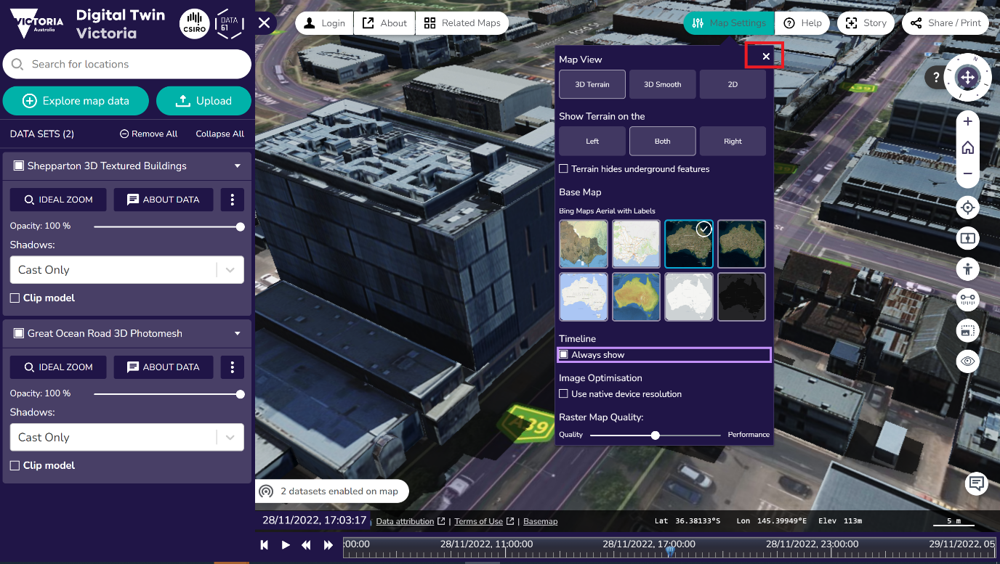 VICTORIA
Australia
Digital Twin
Victoria
CSIRO
DATA
61
Login
About
Related Maps
Map Settings
Help
Story
Share / Print
Search for locations
Explore map data
Upload
DATA SETS (2)
Remove All
Collapse All
Shepparton 3D Textured Buildings
IDEAL ZOOM
ABOUT DATA
Opacity: 100 %
Shadows:
Cast Only
Clip model
Great Ocean Road 3D Photomesh
IDEAL ZOOM
ABOUT DATA
Opacity: 100 %
Shadows:
Cast Only
Clip model
Map View
3D Terrain
3D Smooth
2D
Show Terrain on the
Left
Both
Right
Terrain hides underground features
Base Map
Bing Maps Aerial with Labels
AUSTRALIA
Timeline
Always show
Image Optimisation
Use native device resolution
Raster Map Quality:
Quality
Performance
N
?
A39
A39
2 datasets enabled on map
28/11/2022, 17:03:17
Data attribution | Terms of Use | Basemap
Lat 36.38133°S Lon 145.39949°E Elev 113m
5 m
:00:00
28/11/2022, 11:00:00
28/11/2022, 17:00:00
28/11/2022, 23:00:00
29/11/2022, 05